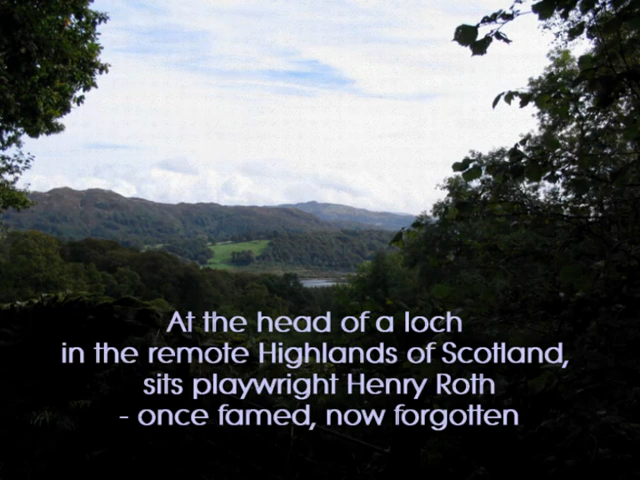 At the head of a loch
in the remote Highlands of Scotland,
sits playwright Henry Roth
- once famed, now forgotten